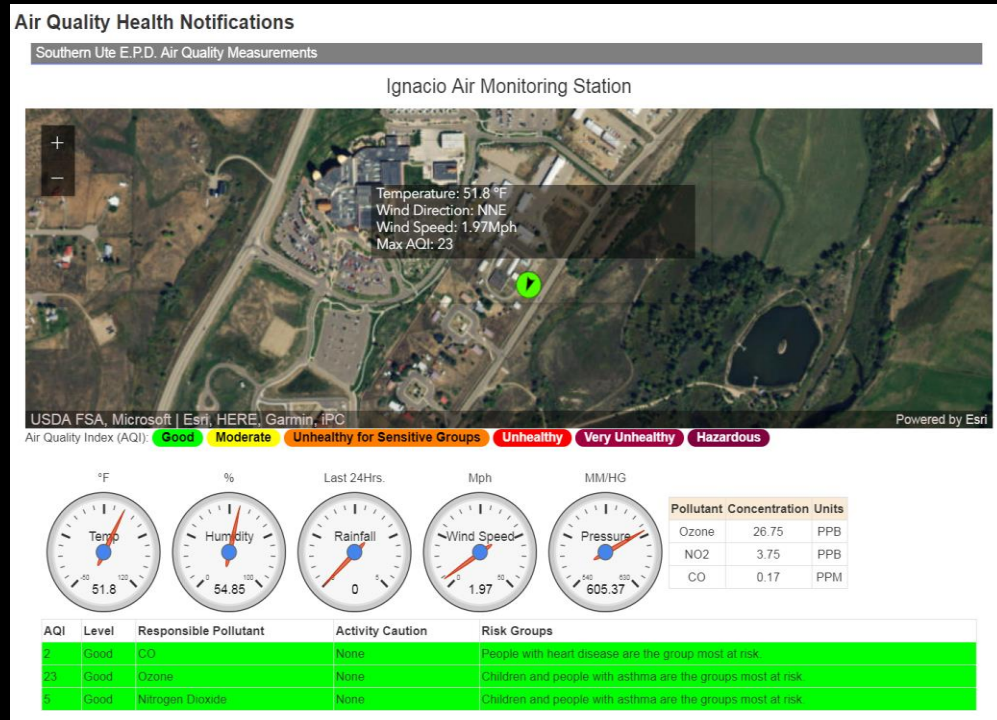 Air Quality Health Notifications
Southern Ute E.P.D. Air Quality Measurements
Ignacio Air Monitoring Station
+
−
Temperature: 51.8 °F
Wind Direction: NNE
Wind Speed: 1.97Mph
Max AQI: 23
USDA FSA, Microsoft | Esri, HERE, Garmin, iPC Powered by Esri
Air Quality Index (AQI): Good Moderate Unhealthy for Sensitive Groups Unhealthy Very Unhealthy Hazardous
°F % Last 24Hrs. Mph MM/HG
Temp Humidity Rainfall Wind Speed Pressure
-50 120 0 100 0 5 0 50 540 630
51.8 54.85 0 1.97 605.37
Pollutant Concentration Units
Ozone 26.75 PPB
NO2 3.75 PPB
CO 0.17 PPM
AQI Level Responsible Pollutant Activity Caution Risk Groups
2 Good CO None People with heart disease are the group most at risk.
23 Good Ozone None Children and people with asthma are the groups most at risk.
5 Good Nitrogen Dioxide None Children and people with asthma are the groups most at risk.